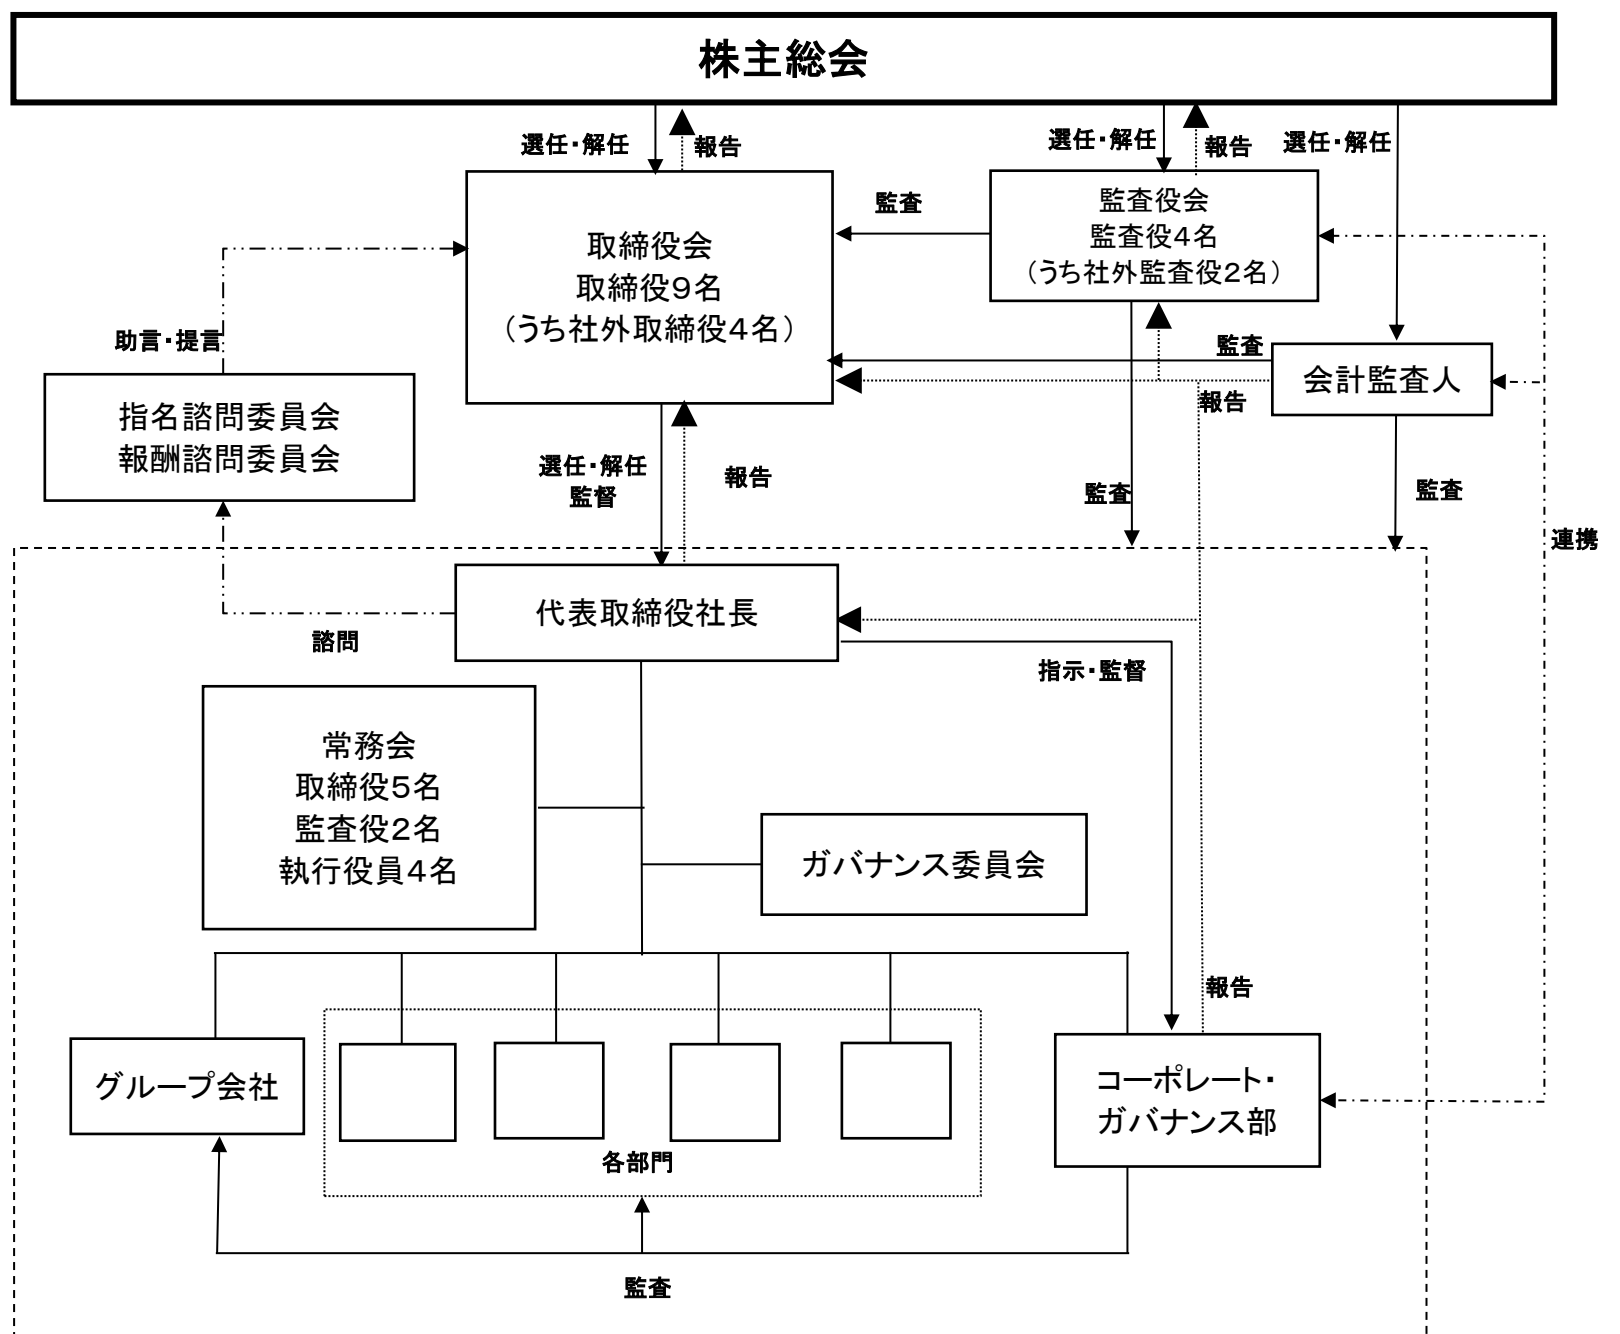 株主総会
選任・解任
報告
選任・解任
報告
選任・解任
監査
取締役会
取締役9名
（うち社外取締役4名）
監査役会
監査役4名
（うち社外監査役2名）
助言・提言
監査
会計監査人
報告
指名諮問委員会
報酬諮問委員会
選任・解任
監督
報告
監査
監査
連携
代表取締役社長
諮問
指示・監督
常務会
取締役5名
監査役2名
執行役員4名
ガバナンス委員会
報告
グループ会社
各部門
コーポレート・
ガバナンス部
監査